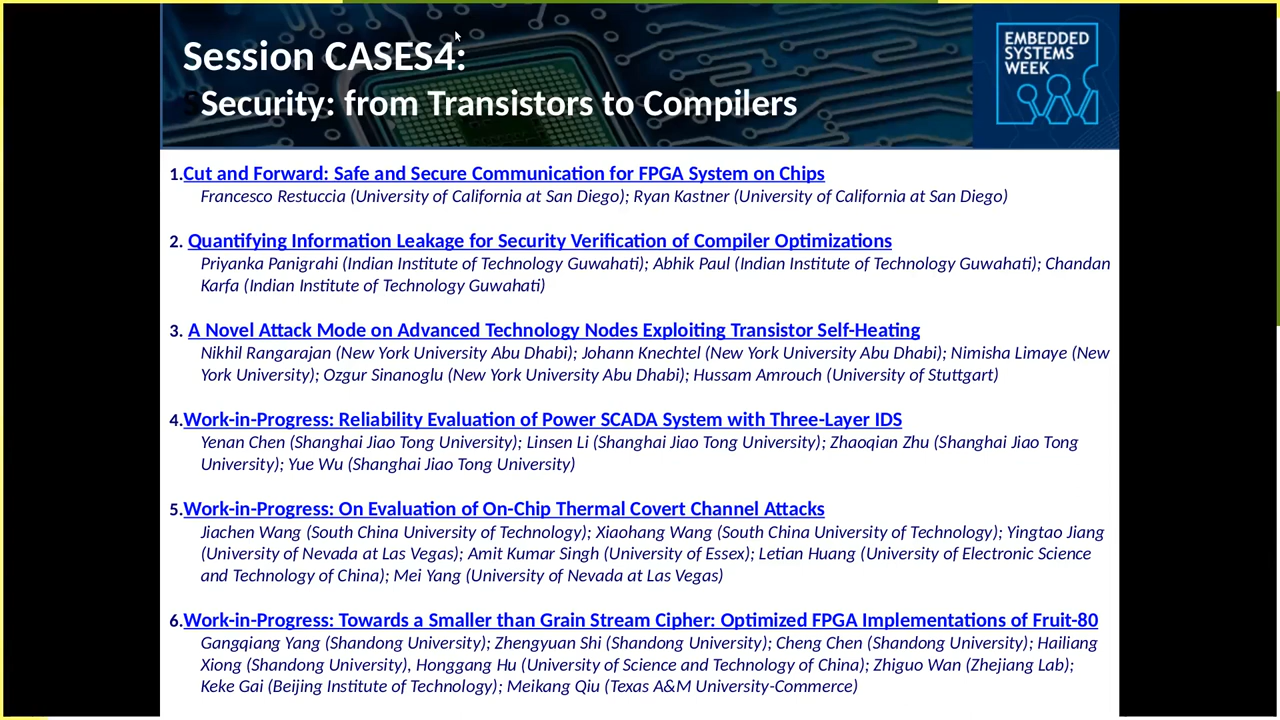 Session CASES4:
Security: from Transistors to Compilers
EMBEDDED
SYSTEMS
WEEK
1.Cut and Forward: Safe and Secure Communication for FPGA System on Chips
Francesco Restuccia (University of California at San Diego); Ryan Kastner (University of California at San Diego)
2. Quantifying Information Leakage for Security Verification of Compiler Optimizations
Priyanka Panigrahi (Indian Institute of Technology Guwahati); Abhik Paul (Indian Institute of Technology Guwahati); Chandan
Karfa (Indian Institute of Technology Guwahati)
3. A Novel Attack Mode on Advanced Technology Nodes Exploiting Transistor Self-Heating
Nikhil Rangarajan (New York University Abu Dhabi); Johann Knechtel (New York University Abu Dhabi); Nimisha Limaye (New
York University); Ozgur Sinanoglu (New York University Abu Dhabi); Hussam Amrouch (University of Stuttgart)
4.Work-in-Progress: Reliability Evaluation of Power SCADA System with Three-Layer IDS
Yenan Chen (Shanghai Jiao Tong University); Linsen Li (Shanghai Jiao Tong University); Zhaoqian Zhu (Shanghai Jiao Tong
University); Yue Wu (Shanghai Jiao Tong University)
5.Work-in-Progress: On Evaluation of On-Chip Thermal Covert Channel Attacks
Jiachen Wang (South China University of Technology); Xiaohang Wang (South China University of Technology); Yingtao Jiang
(University of Nevada at Las Vegas); Amit Kumar Singh (University of Essex); Letian Huang (University of Electronic Science
and Technology of China); Mei Yang (University of Nevada at Las Vegas)
6.Work-in-Progress: Towards a Smaller than Grain Stream Cipher: Optimized FPGA Implementations of Fruit-80
Gangqiang Yang (Shandong University); Zhengyuan Shi (Shandong University); Cheng Chen (Shandong University); Hailiang
Xiong (Shandong University), Honggang Hu (University of Science and Technology of China); Zhiguo Wan (Zhejiang Lab);
Keke Gai (Beijing Institute of Technology); Meikang Qiu (Texas A&M University-Commerce)